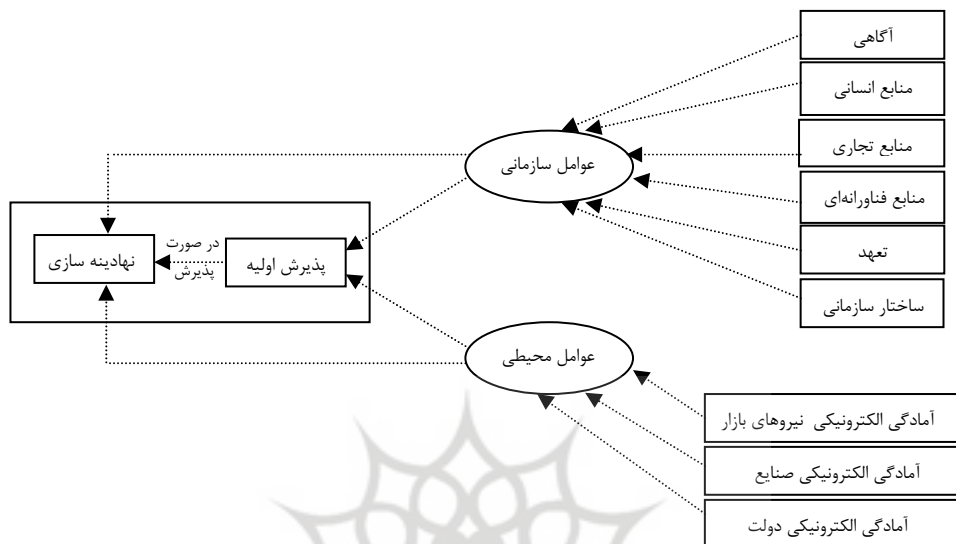 آگاهی
منابع انسانی
منابع تجاری
منابع فناورانه‌ای
تعهد
ساختار سازمانی
عوامل سازمانی
در صورت
پذیرش
پذیرش اولیه
نهادینه سازی
عوامل محیطی
آمادگی الکترونیکی نیروهای بازار
آمادگی الکترونیکی صنایع
آمادگی الکترونیکی دولت